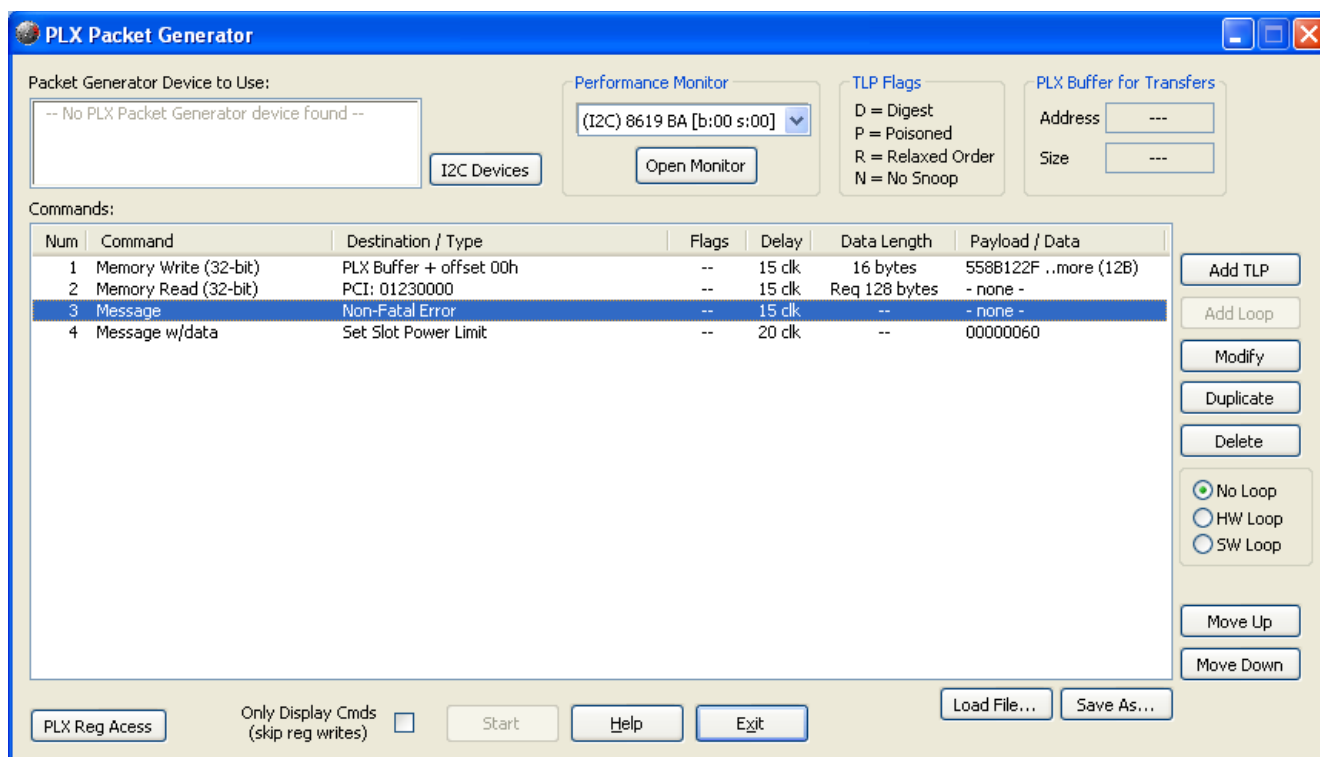 PLX Packet Generator
Packet Generator Device to Use:
-- No PLX Packet Generator device found --
I2C Devices
Performance Monitor
(I2C) 8619 BA [b:00 s:00]
Open Monitor
TLP Flags
D = Digest
P = Poisoned
R = Relaxed Order
N = No Snoop
PLX Buffer for Transfers
Address ---
Size ---
Commands:
Num Command Destination / Type Flags Delay Data Length Payload / Data
1 Memory Write (32-bit) PLX Buffer + offset 00h -- 15 clk 16 bytes 558B122F ..more (12B)
2 Memory Read (32-bit) PCI: 01230000 -- 15 clk Req 128 bytes - none -
3 Message Non-Fatal Error -- 15 clk -- - none -
4 Message w/data Set Slot Power Limit -- 20 clk -- 00000060
Add TLP
Add Loop
Modify
Duplicate
Delete
No Loop
HW Loop
SW Loop
Move Up
Move Down
Load File... Save As...
PLX Reg Acess
Only Display Cmds
(skip reg writes)
Start
Help
Exit